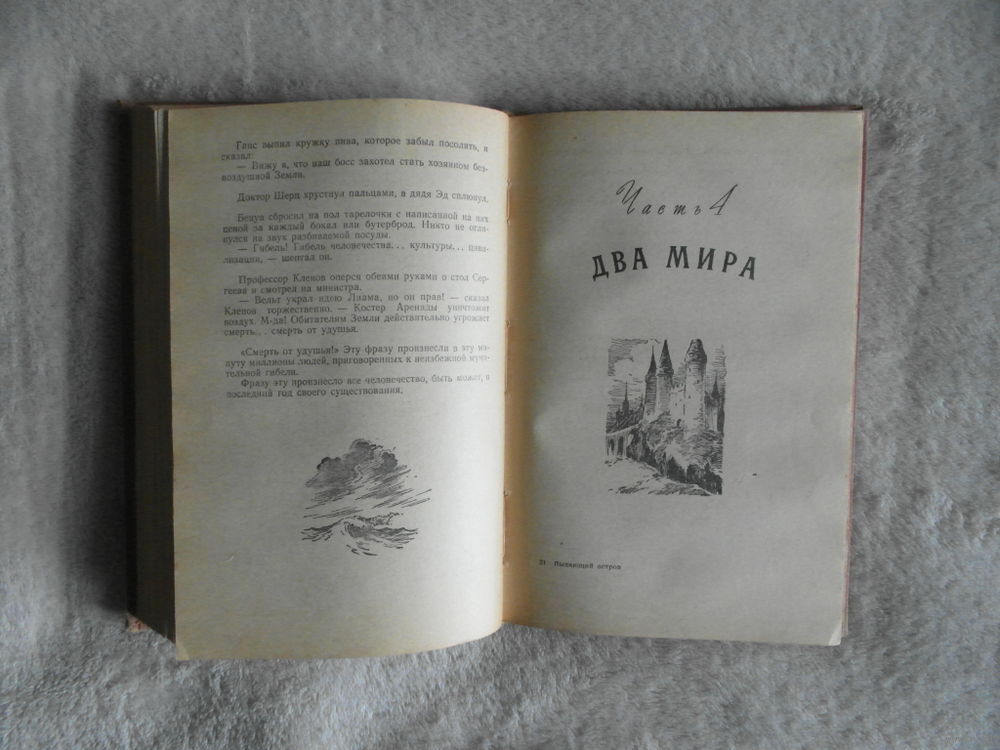 Ганс выпил кружку пива, которое забыл посолить, и
сказал:
— Вижу я, что наш босс захотел стать хозяином без-
воздушной Земли.
Доктор Шерц хрустнул пальцами, а дядя Эд сплюнул.
Бенуа сбросил на пол тарелочки с написанной на них
ценой за каждый бокал или бутерброд. Никто не огля-
нулся на звук разбиваемой посуды.
— Гибель! Гибель человечества... культуры... циви-
лизации, — шептал он.
Профессор Кленов оперся обеими руками о стол Сер-
геева и смотрел на министра.
— Вельт украл идею Лиама, но он прав! — сказал
Кленов торжественно. — Костер Арениды уничтожит
воздух. М-да! Обитателям Земли действительно угрожает
смерть... смерть от удушья.
«Смерть от удушья!» Эту фразу произнесли в эту ми-
нуту миллионы людей, приговоренных к неизбежной мучи-
тельной гибели.
Фразу эту произнесло все человечество, быть может, в
последний год своего существования.
Часть 4
ДВА МИРА
21 Пылающий остров